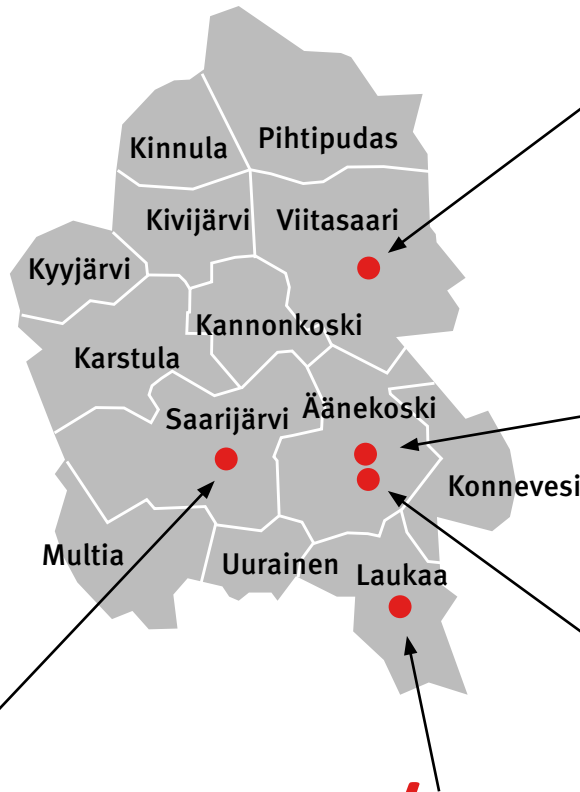 Pihtipudas
Kinnula
Kivijärvi
Viitasaari
Kyyjärvi
Kannonkoski
Karstula
Äänekoski
Saarijärvi
Konnevesi
Multia
Uurainen
Laukaa